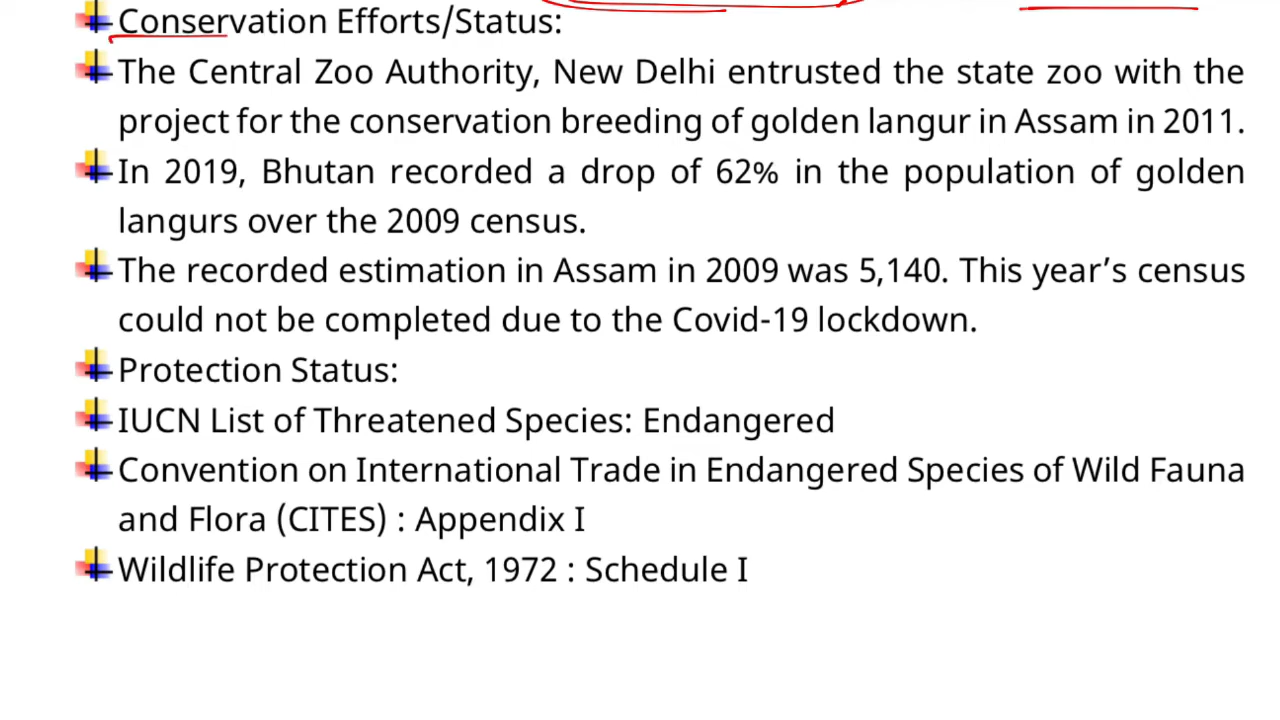 Conservation Efforts/Status:
The Central Zoo Authority, New Delhi entrusted the state zoo with the
project for the conservation breeding of golden langur in Assam in 2011.
In 2019, Bhutan recorded a drop of 62% in the population of golden
langurs over the 2009 census.
The recorded estimation in Assam in 2009 was 5,140. This year’s census
could not be completed due to the Covid-19 lockdown.
Protection Status:
IUCN List of Threatened Species: Endangered
Convention on International Trade in Endangered Species of Wild Fauna
and Flora (CITES) : Appendix I
Wildlife Protection Act, 1972 : Schedule I